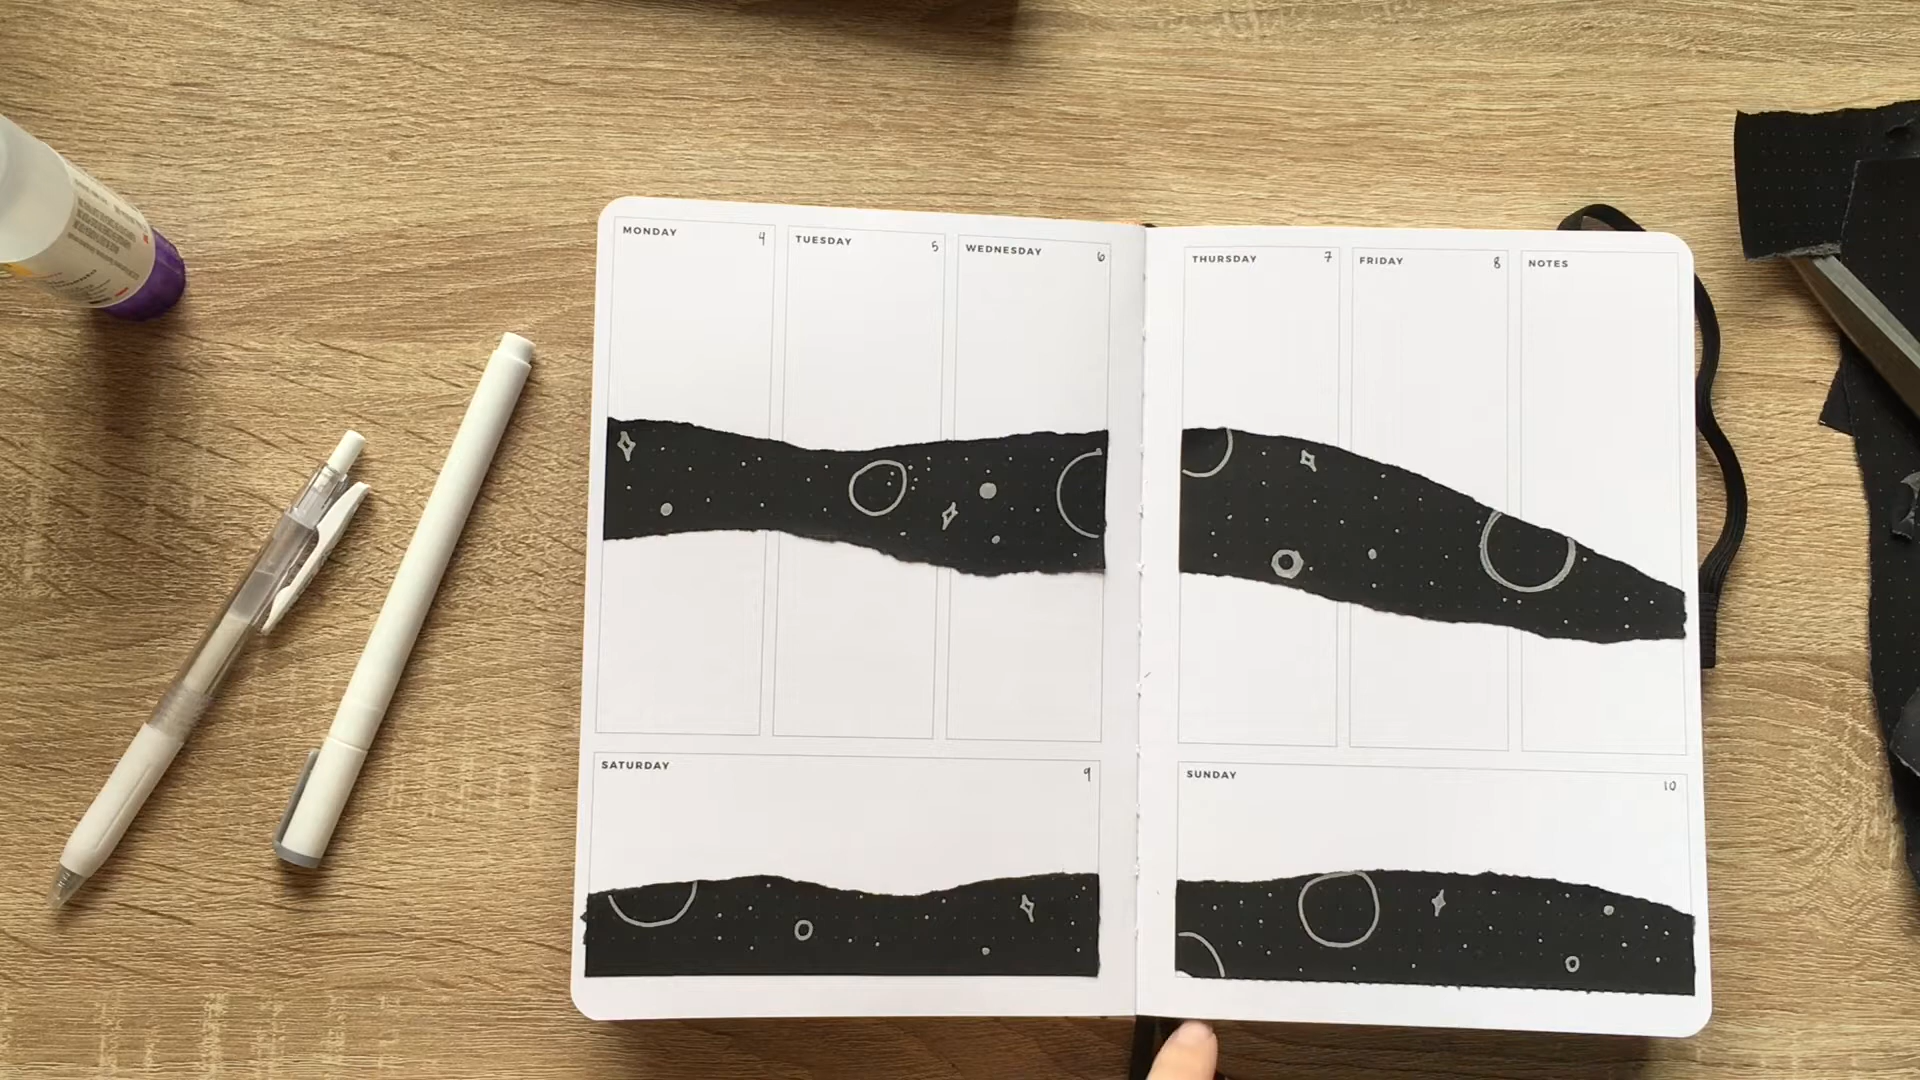 MONDAY 4
TUESDAY 5
WEDNESDAY 6
THURSDAY 7
FRIDAY 8
NOTES
SATURDAY 9
SUNDAY 10